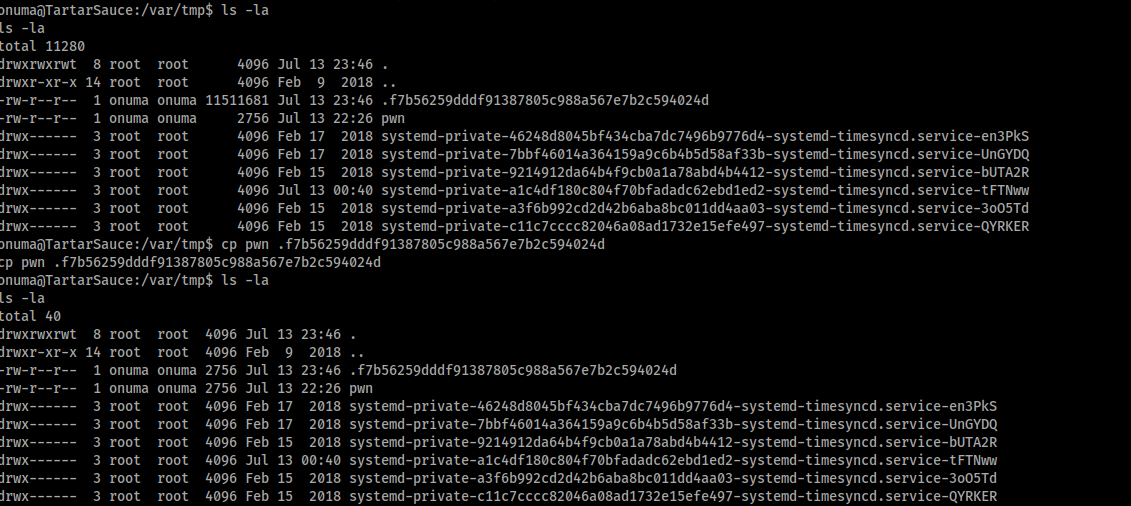 onuma@TartarSauce:/var/tmp$ ls -la
ls -la
total 11280
drwxrwxrwt  8 root  root      4096 Jul 13 23:46 .
drwxr-xr-x 14 root  root      4096 Feb  9  2018 ..
-rw-r--r--  1 onuma onuma 11511681 Jul 13 23:46 .f7b56259dddf91387805c988a567e7b2c594024d
-rw-r--r--  1 onuma onuma     2756 Jul 13 22:26 pwn
drwx------  3 root  root      4096 Feb 17  2018 systemd-private-46248d8045bf434cba7dc7496b9776d4-systemd-timesyncd.service-en3PkS
drwx------  3 root  root      4096 Feb 17  2018 systemd-private-7bbf46014a364159a9c6b4b5d58af33b-systemd-timesyncd.service-UnGYDQ
drwx------  3 root  root      4096 Feb 15  2018 systemd-private-9214912da64b4f9cb0a1a78abd4b4412-systemd-timesyncd.service-bUTA2R
drwx------  3 root  root      4096 Jul 13 00:40 systemd-private-a1c4df180c804f70bfadadc62ebd1ed2-systemd-timesyncd.service-tFTNww
drwx------  3 root  root      4096 Feb 15  2018 systemd-private-a3f6b992cd2d42b6aba8bc011dd4aa03-systemd-timesyncd.service-3oO5Td
drwx------  3 root  root      4096 Feb 15  2018 systemd-private-c11c7cccc82046a08ad1732e15efe497-systemd-timesyncd.service-QYRKER
onuma@TartarSauce:/var/tmp$ cp pwn .f7b56259dddf91387805c988a567e7b2c594024d
cp pwn .f7b56259dddf91387805c988a567e7b2c594024d
onuma@TartarSauce:/var/tmp$ ls -la
ls -la
total 40
drwxrwxrwt  8 root  root  4096 Jul 13 23:46 .
drwxr-xr-x 14 root  root  4096 Feb  9  2018 ..
-rw-r--r--  1 onuma onuma 2756 Jul 13 23:46 .f7b56259dddf91387805c988a567e7b2c594024d
-rw-r--r--  1 onuma onuma 2756 Jul 13 22:26 pwn
drwx------  3 root  root  4096 Feb 17  2018 systemd-private-46248d8045bf434cba7dc7496b9776d4-systemd-timesyncd.service-en3PkS
drwx------  3 root  root  4096 Feb 17  2018 systemd-private-7bbf46014a364159a9c6b4b5d58af33b-systemd-timesyncd.service-UnGYDQ
drwx------  3 root  root  4096 Feb 15  2018 systemd-private-9214912da64b4f9cb0a1a78abd4b4412-systemd-timesyncd.service-bUTA2R
drwx------  3 root  root  4096 Jul 13 00:40 systemd-private-a1c4df180c804f70bfadadc62ebd1ed2-systemd-timesyncd.service-tFTNww
drwx------  3 root  root  4096 Feb 15  2018 systemd-private-a3f6b992cd2d42b6aba8bc011dd4aa03-systemd-timesyncd.service-3oO5Td
drwx------  3 root  root  4096 Feb 15  2018 systemd-private-c11c7cccc82046a08ad1732e15efe497-systemd-timesyncd.service-QYRKER